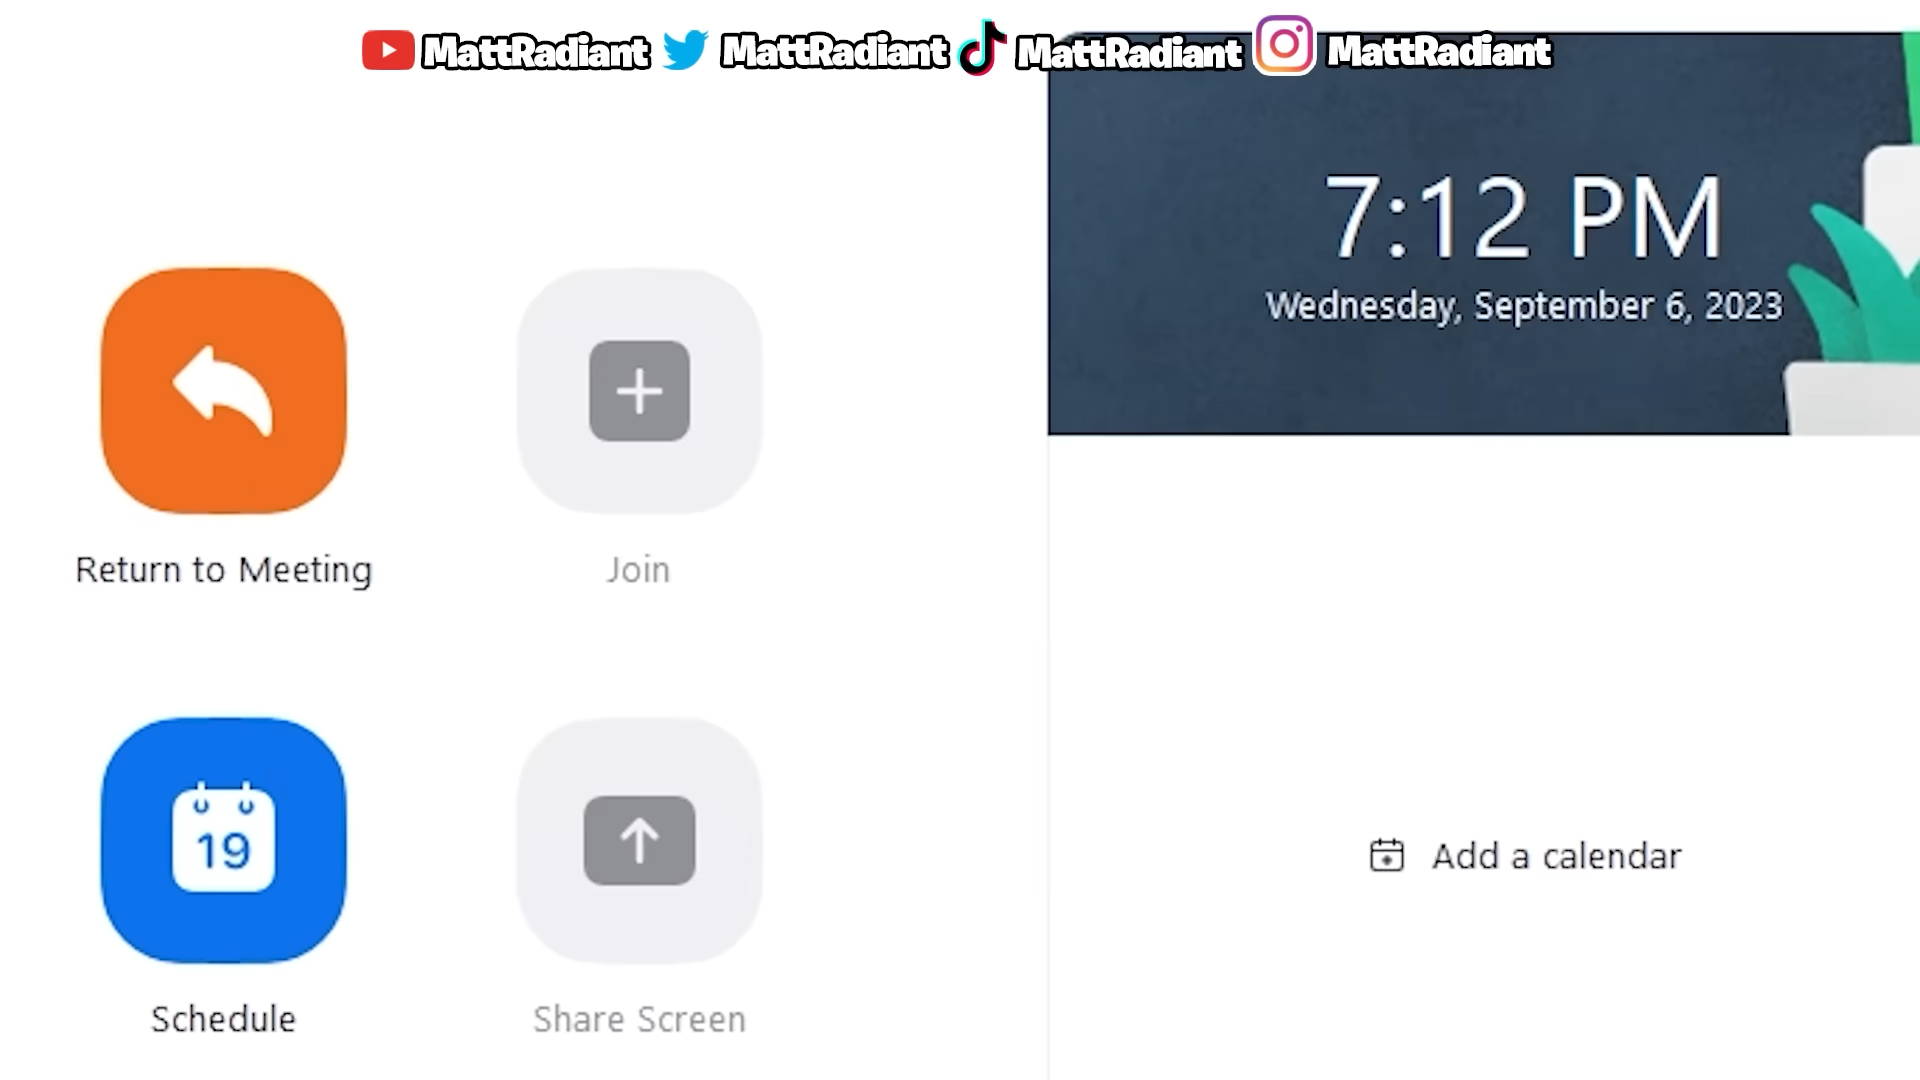 MattRadiant MattRadiant MattRadiant MattRadiant
7:12 PM
Wednesday, September 6, 2023
Return to Meeting
Join
19
Schedule
Share Screen
Add a calendar